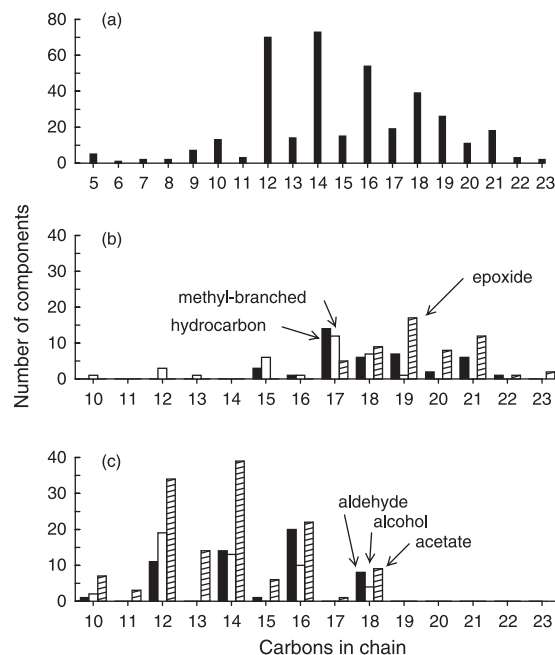 (a)
80
60
40
20
0
5 6 7 8 9 10 11 12 13 14 15 16 17 18 19 20 21 22 23
Number of components
(b)
40
30
20
10
0
epoxide
methyl-branched
hydrocarbon
10 11 12 13 14 15 16 17 18 19 20 21 22 23
(c)
40
30
20
10
0
aldehyde
alcohol
acetate
10 11 12 13 14 15 16 17 18 19 20 21 22 23
Carbons in chain